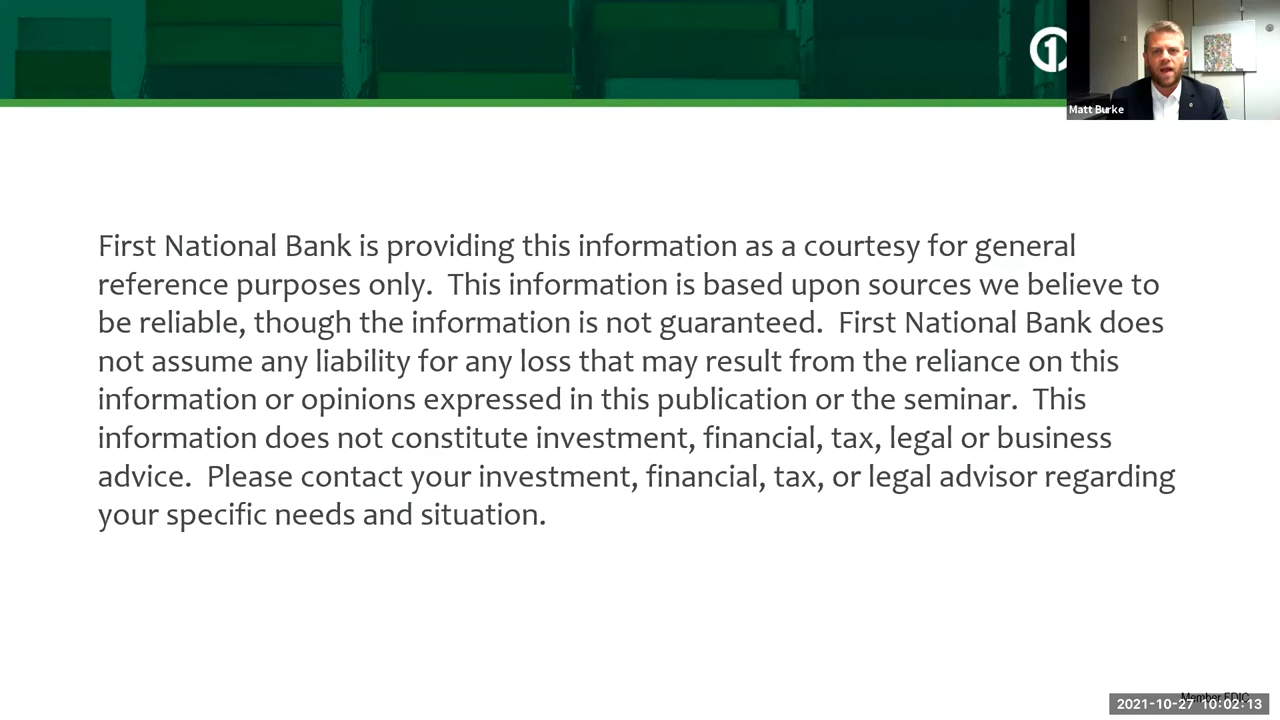 1
Matt Burke
First National Bank is providing this information as a courtesy for general
reference purposes only.  This information is based upon sources we believe to
be reliable, though the information is not guaranteed.  First National Bank does
not assume any liability for any loss that may result from the reliance on this
information or opinions expressed in this publication or the seminar.  This
information does not constitute investment, financial, tax, legal or business
advice.  Please contact your investment, financial, tax, or legal advisor regarding
your specific needs and situation.
Member FDIC
2021-10-27 10:02:13